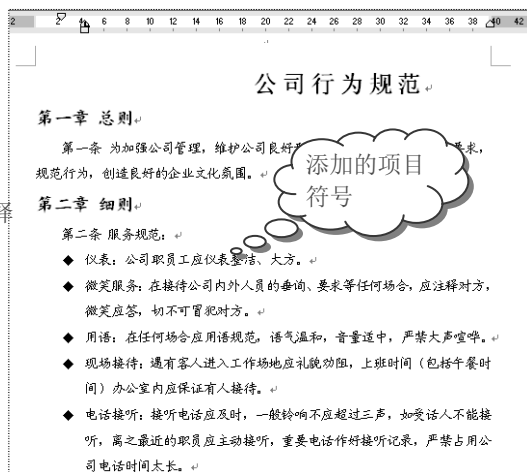 2 2 4 6 8 10 12 14 16 18 20 22 24 26 28 30 32 34 36 38 40 42
公司行为规范
第一章 总则
第一条 为加强公司管理，维护公司良好 求，
规范行为，创造良好的企业文化氛围。
添加的项目
符号
第二章 细则
第二条 服务规范：
◆ 仪表：公司职员工应仪表整洁、大方。
◆ 微笑服务：在接待公司内外人员的垂询、要求等任何场合，应注释对方，
微笑应答，切不可冒犯对方。
◆ 用语：在任何场合应用语规范，语气温和，音量适中，严禁大声喧哗。
◆ 现场接待：遇有客人进入工作场地应礼貌劝阻，上班时间（包括午餐时
间）办公室内应保证有人接待。
◆ 电话接听：接听电话应及时，一般铃响不应超过三声，如受话人不能接
听，离之最近的职员应主动接听，重要电话作好接听记录，严禁占用公
司电话时间太长。